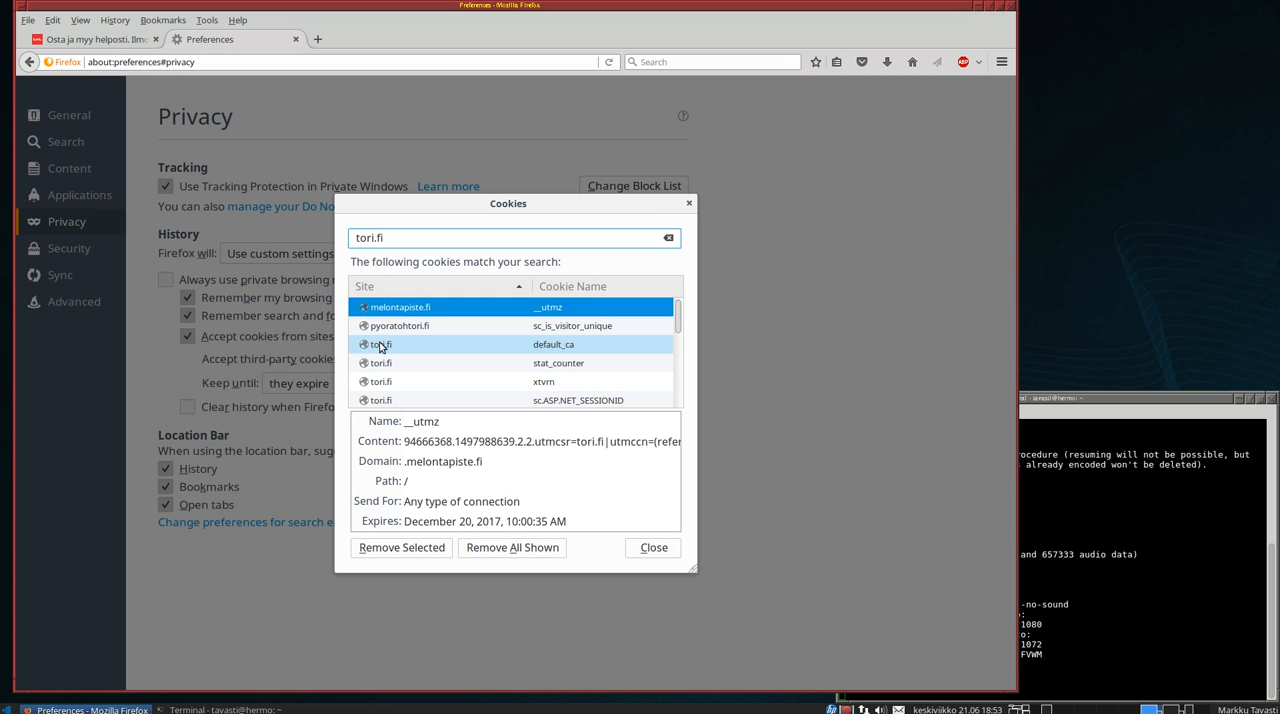 Preferences - Mozilla Firefox
File Edit View History Bookmarks Tools Help
Osta ja myy helposti. Ilmo
Preferences
Firefox about:preferences#privacy
Search
ABP
General
Search
Content
Applications
Privacy
Security
Sync
Advanced
Privacy
Tracking
Use Tracking Protection in Private Windows Learn more
Change Block List
You can also manage your Do No
History
Firefox will: Use custom settings
Always use private browsing
Remember my browsing
Remember search and fo
Accept cookies from sites
Accept third-party cookie
Keep until: they expire
Clear history when Firefo
Location Bar
When using the location bar, sug
History
Bookmarks
Open tabs
Change preferences for search e
Cookies
tori.fi
The following cookies match your search:
Site Cookie Name
melontapiste.fi __utmz
pyoratohtori.fi sc_is_visitor_unique
tori.fi default_ca
tori.fi stat_counter
tori.fi xtvrn
tori.fi sc.ASP.NET_SESSIONID
Name: __utmz
Content: 94666368.1497988639.2.2.utmcsr=tori.fi|utmccn=(refer
Domain: .melontapiste.fi
Path: /
Send For: Any type of connection
Expires: December 20, 2017, 10:00:35 AM
Remove Selected
Remove All Shown
Close
nal - tavasti@hermo: ~
ocedure (resuming will not be possible, but
already encoded won't be deleted).
and 657333 audio data)
-no-sound
:
1080
o:
1072
FVWM
Preferences - Mozilla Firefox
Terminal - tavasti@hermo: ~
hp
keskiviikko 21.06 18:53
Markku Tavasti